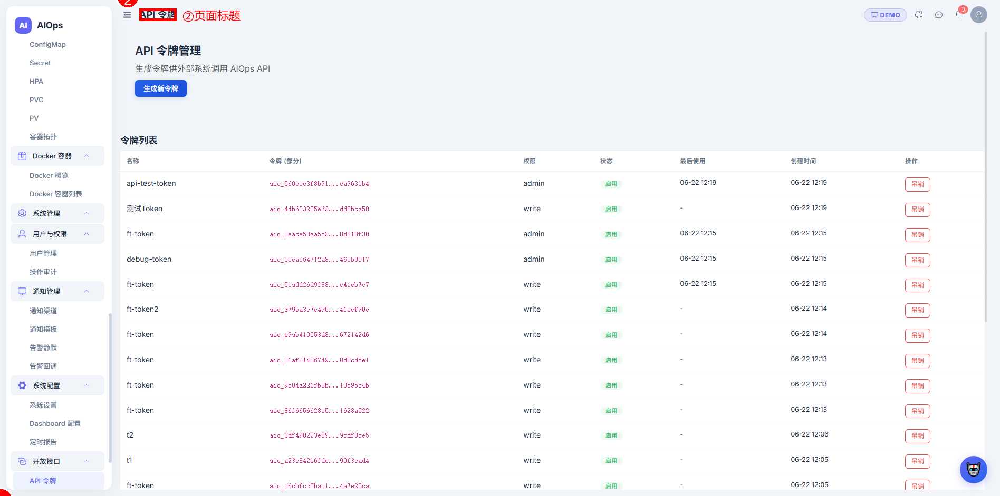 AI AIOps
ConfigMap
Secret
HPA
PVC
PV
容器拓扑
Docker 容器
Docker 概览
Docker 容器列表
系统管理
用户与权限
用户管理
操作审计
通知管理
通知渠道
通知模板
告警静默
告警回调
系统配置
系统设置
Dashboard 配置
定时报告
开放接口
API 令牌
2
API 令牌 ②页面标题
DEMO 3
API 令牌管理
生成令牌供外部系统调用 AIOps API
生成新令牌
令牌列表
名称 令牌 (部分) 权限 状态 最后使用 创建时间 操作
api-test-token aio_560ece3f8b91...ea9631b4 admin 启用 06-22 12:19 06-22 12:19 吊销
测试Token aio_44b623235e63...dd8bca50 write 启用 - 06-22 12:19 吊销
ft-token aio_8eace58aa5d3...8d310f30 admin 启用 06-22 12:15 06-22 12:15 吊销
debug-token aio_cceac64712a8...46eb0b17 admin 启用 06-22 12:15 06-22 12:15 吊销
ft-token aio_51add26d9f88...e4ceb7c7 write 启用 06-22 12:15 06-22 12:15 吊销
ft-token2 aio_379ba3c7e490...41eef90c write 启用 - 06-22 12:14 吊销
ft-token aio_e9ab410053d8...672142d6 write 启用 - 06-22 12:14 吊销
ft-token aio_31af31406749...0d8cd5e1 write 启用 - 06-22 12:13 吊销
ft-token aio_9c04a221fb0b...13b95c4b write 启用 - 06-22 12:13 吊销
ft-token aio_86f6656628c5...1628a522 write 启用 - 06-22 12:13 吊销
t2 aio_0df490223e09...9cdf8ce5 write 启用 - 06-22 12:06 吊销
t1 aio_a23c84216fde...90f3cad4 write 启用 - 06-22 12:05 吊销
ft-token aio_c6cbfcc5bac1...4a7e20ca write 启用 - 06-22 12:05 吊销